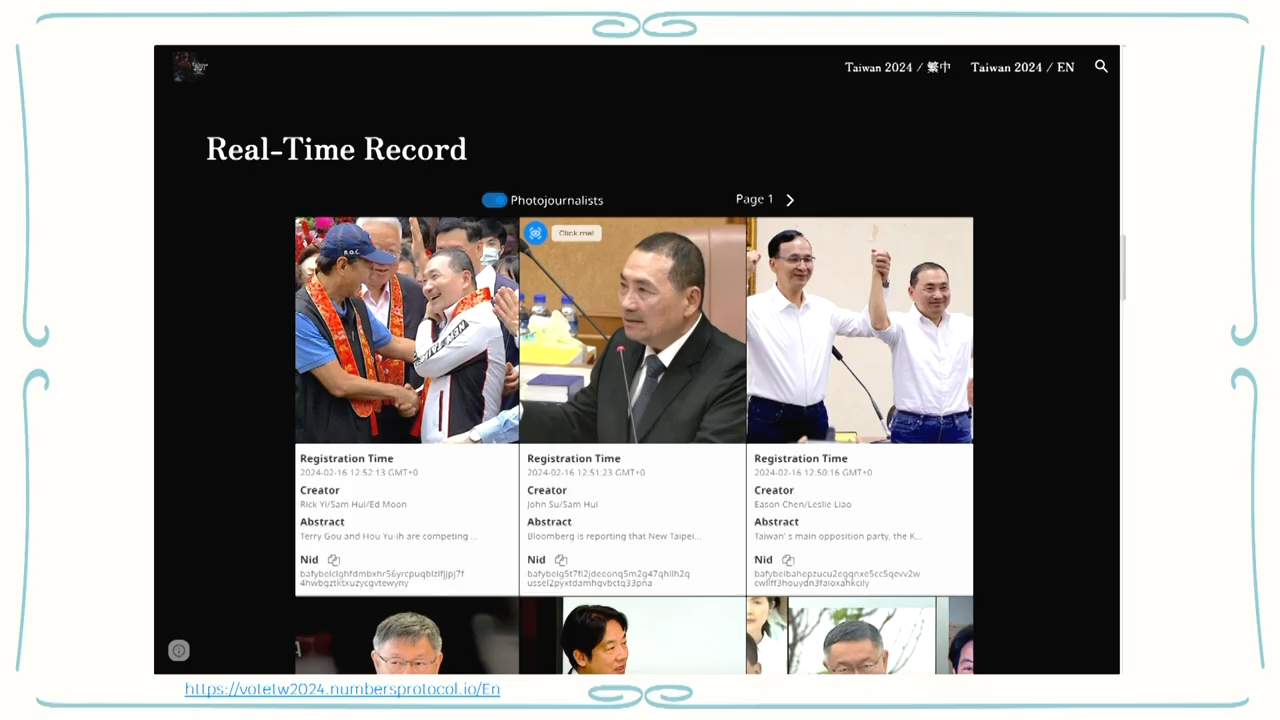 Taiwan 2024 / 繁中 Taiwan 2024 / EN
Real-Time Record
Photojournalists Page 1
R.O.C.
Click me!
Registration Time
2024-02-16 12:52:13 GMT+0
Creator
Rick Yi/Sam Hui/Ed Moon
Abstract
Terry Gou and Hou Yu-ih are competing ...
Nid
Registration Time
2024-02-16 12:51:23 GMT+0
Creator
John Su/Sam Hui
Abstract
Bloomberg is reporting that New Taipei...
Nid
Registration Time
2024-02-16 12:50:16 GMT+0
Creator
Eason Chen/Leslie Liao
Abstract
Taiwan's main opposition party, the K...
Nid
https://votetw2024.numbersprotocol.io/En